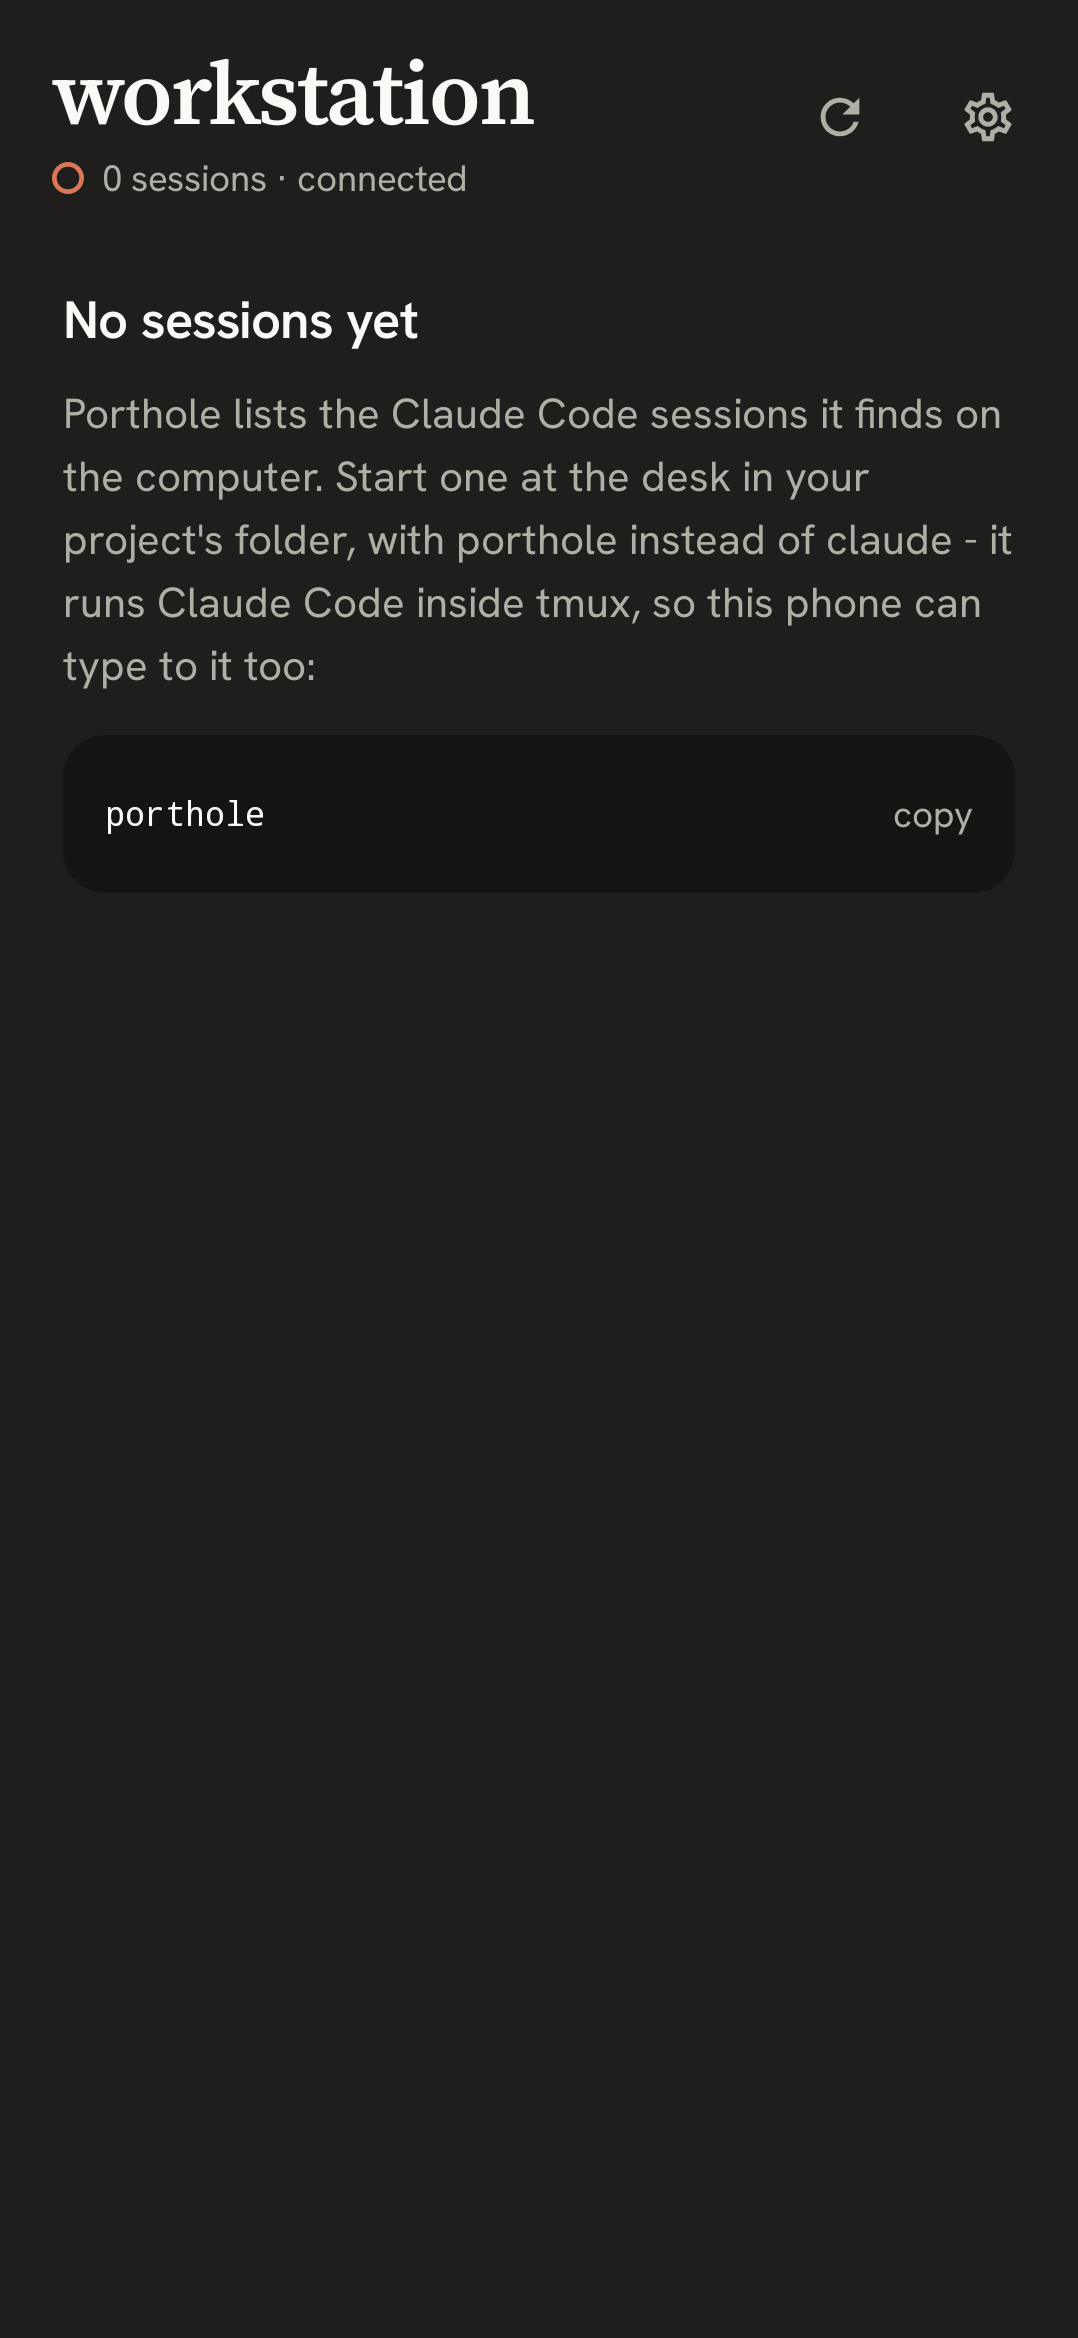 workstation
0 sessions · connected
No sessions yet
Porthole lists the Claude Code sessions it finds on
the computer. Start one at the desk in your
project's folder, with porthole instead of claude - it
runs Claude Code inside tmux, so this phone can
type to it too:
porthole copy